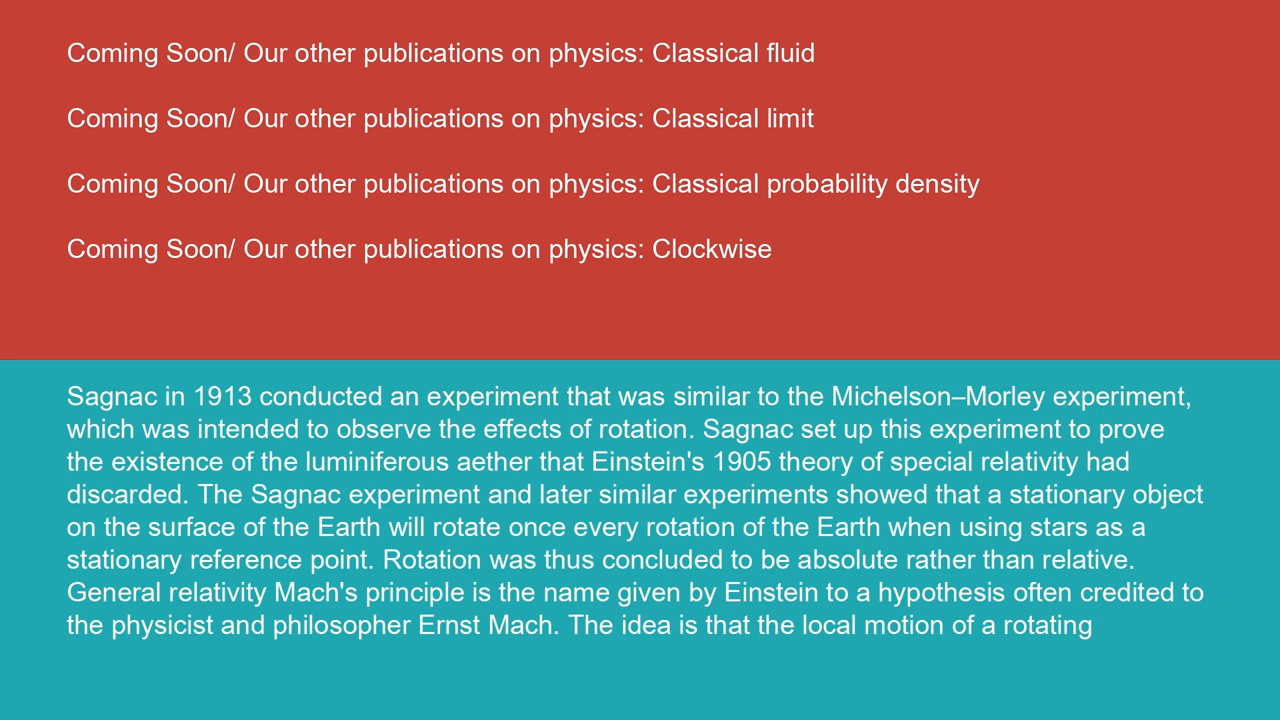 Coming Soon/ Our other publications on physics: Classical fluid
Coming Soon/ Our other publications on physics: Classical limit
Coming Soon/ Our other publications on physics: Classical probability density
Coming Soon/ Our other publications on physics: Clockwise
Sagnac in 1913 conducted an experiment that was similar to the Michelson–Morley experiment,
which was intended to observe the effects of rotation. Sagnac set up this experiment to prove
the existence of the luminiferous aether that Einstein's 1905 theory of special relativity had
discarded. The Sagnac experiment and later similar experiments showed that a stationary object
on the surface of the Earth will rotate once every rotation of the Earth when using stars as a
stationary reference point. Rotation was thus concluded to be absolute rather than relative.
General relativity Mach's principle is the name given by Einstein to a hypothesis often credited to
the physicist and philosopher Ernst Mach. The idea is that the local motion of a rotating